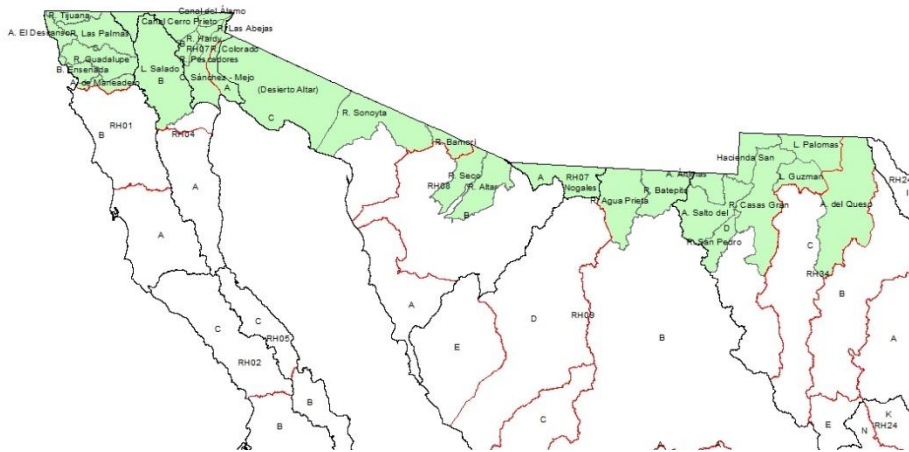 Canal del Álamo
R. Tijuana
Canal Cerro Prieto
R. Las Abejas
A. El Descanso
R. Las Palmas
R. Hardy
B
RH07
R. Colorado
R. Guadalupe
R. Pescadores
B. Ensenada
L. Salado
B
C. Sánchez - Mejo
A. de Maneadero
A
(Desierto Altar)
C
R. Sonoyta
RH01
B
RH04
A
R. Bamori
R. Seco
RH08
R. Altar
B
A
RH07
Nogales
R. Agua Prieta
R. Batepito
Hacienda San
L. Palomas
L. Guzman
RH24
A. Salto del
R. Casas Gran
A. del Queso
D
R. San Pedro
C
RH34
A
A
B
D
RH09
E
B
A
C
C
RH05
RH02
B
B
B
C
E
N
K
RH24
A